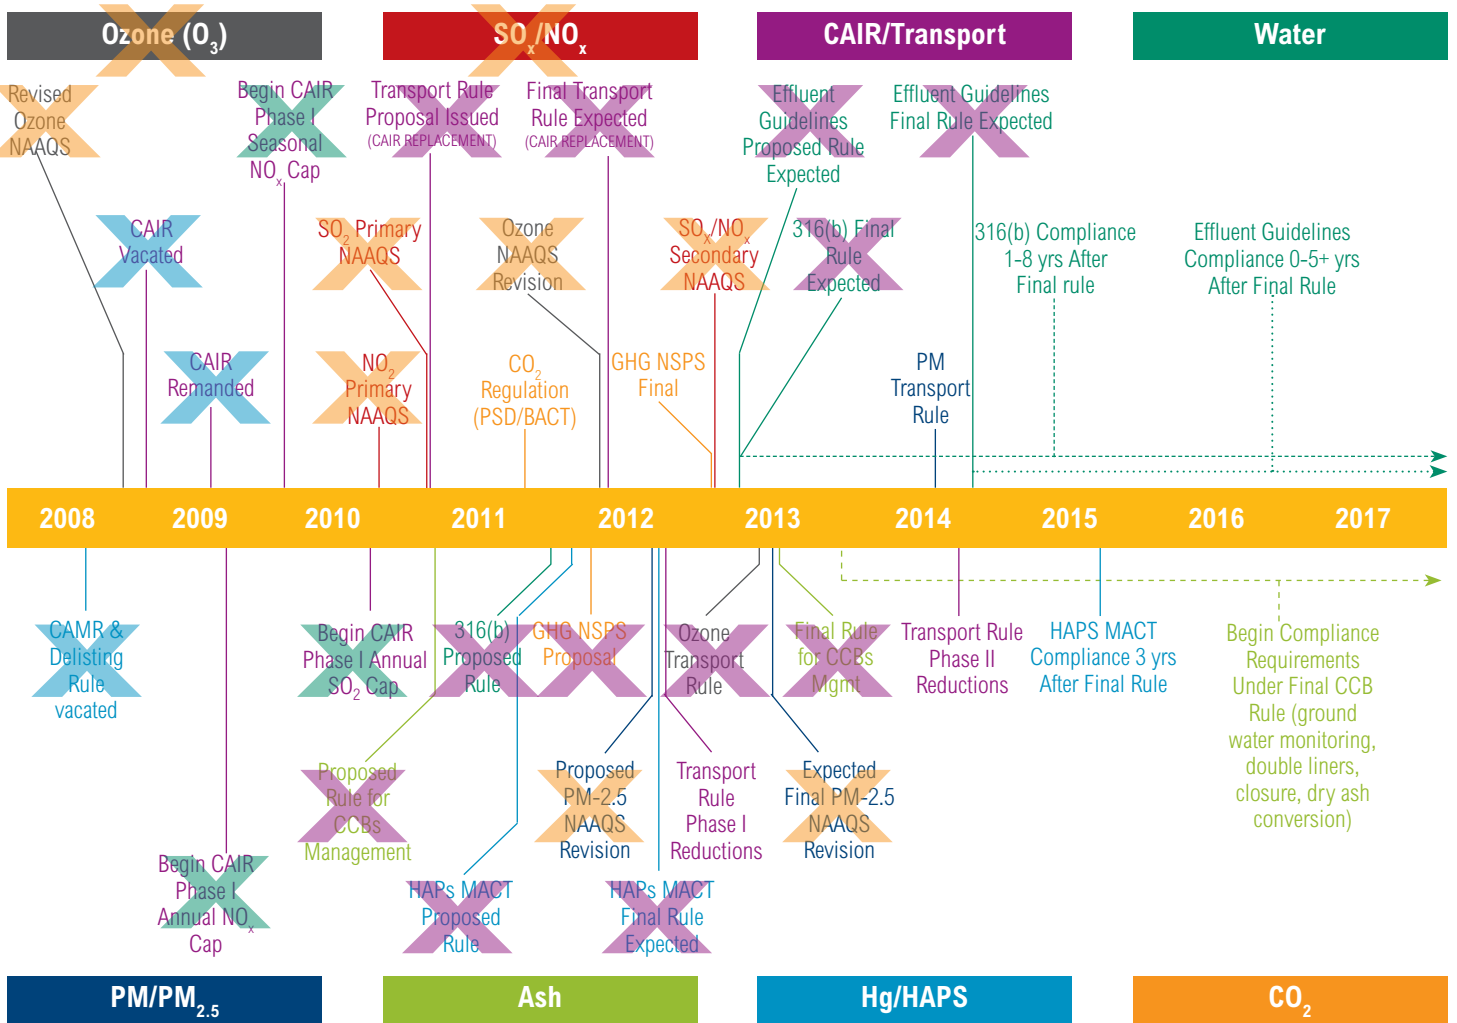 Ozone (O3)
SOx/NOx
CAIR/Transport
Water
Revised
Ozone
NAAQS
Begin CAIR
Phase I
Seasonal
NOx Cap
Transport Rule
Proposal Issued
(CAIR REPLACEMENT)
Final Transport
Rule Expected
(CAIR REPLACEMENT)
Effluent
Guidelines
Proposed Rule
Expected
Effluent Guidelines
Final Rule Expected
CAIR
Vacated
SO2 Primary
NAAQS
Ozone
NAAQS
Revision
SOx/NOx
Secondary
NAAQS
316(b) Final
Rule
Expected
316(b) Compliance
1-8 yrs After
Final rule
Effluent Guidelines
Compliance 0-5+ yrs
After Final Rule
CAIR
Remanded
NO2
Primary
NAAQS
CO2
Regulation
(PSD/BACT)
GHG NSPS
Final
PM
Transport
Rule
2008
2009
2010
2011
2012
2013
2014
2015
2016
2017
CAMR &
Delisting
Rule
vacated
Begin CAIR
Phase I Annual
SO2 Cap
316(b)
Proposed
Rule
GHG NSPS
Proposal
Ozone
Transport
Rule
Final Rule
for CCBs
Mgmt
Transport Rule
Phase II
Reductions
HAPS MACT
Compliance 3 yrs
After Final Rule
Begin Compliance
Requirements
Under Final CCB
Rule (ground
water monitoring,
double liners,
closure, dry ash
conversion)
Proposed
Rule for
CCBs
Management
Proposed
PM-2.5
NAAQS
Revision
Transport
Rule
Phase I
Reductions
Expected
Final PM-2.5
NAAQS
Revision
Begin CAIR
Phase I
Annual NOx
Cap
HAPs MACT
Proposed
Rule
HAPs MACT
Final Rule
Expected
PM/PM2.5
Ash
Hg/HAPS
CO2